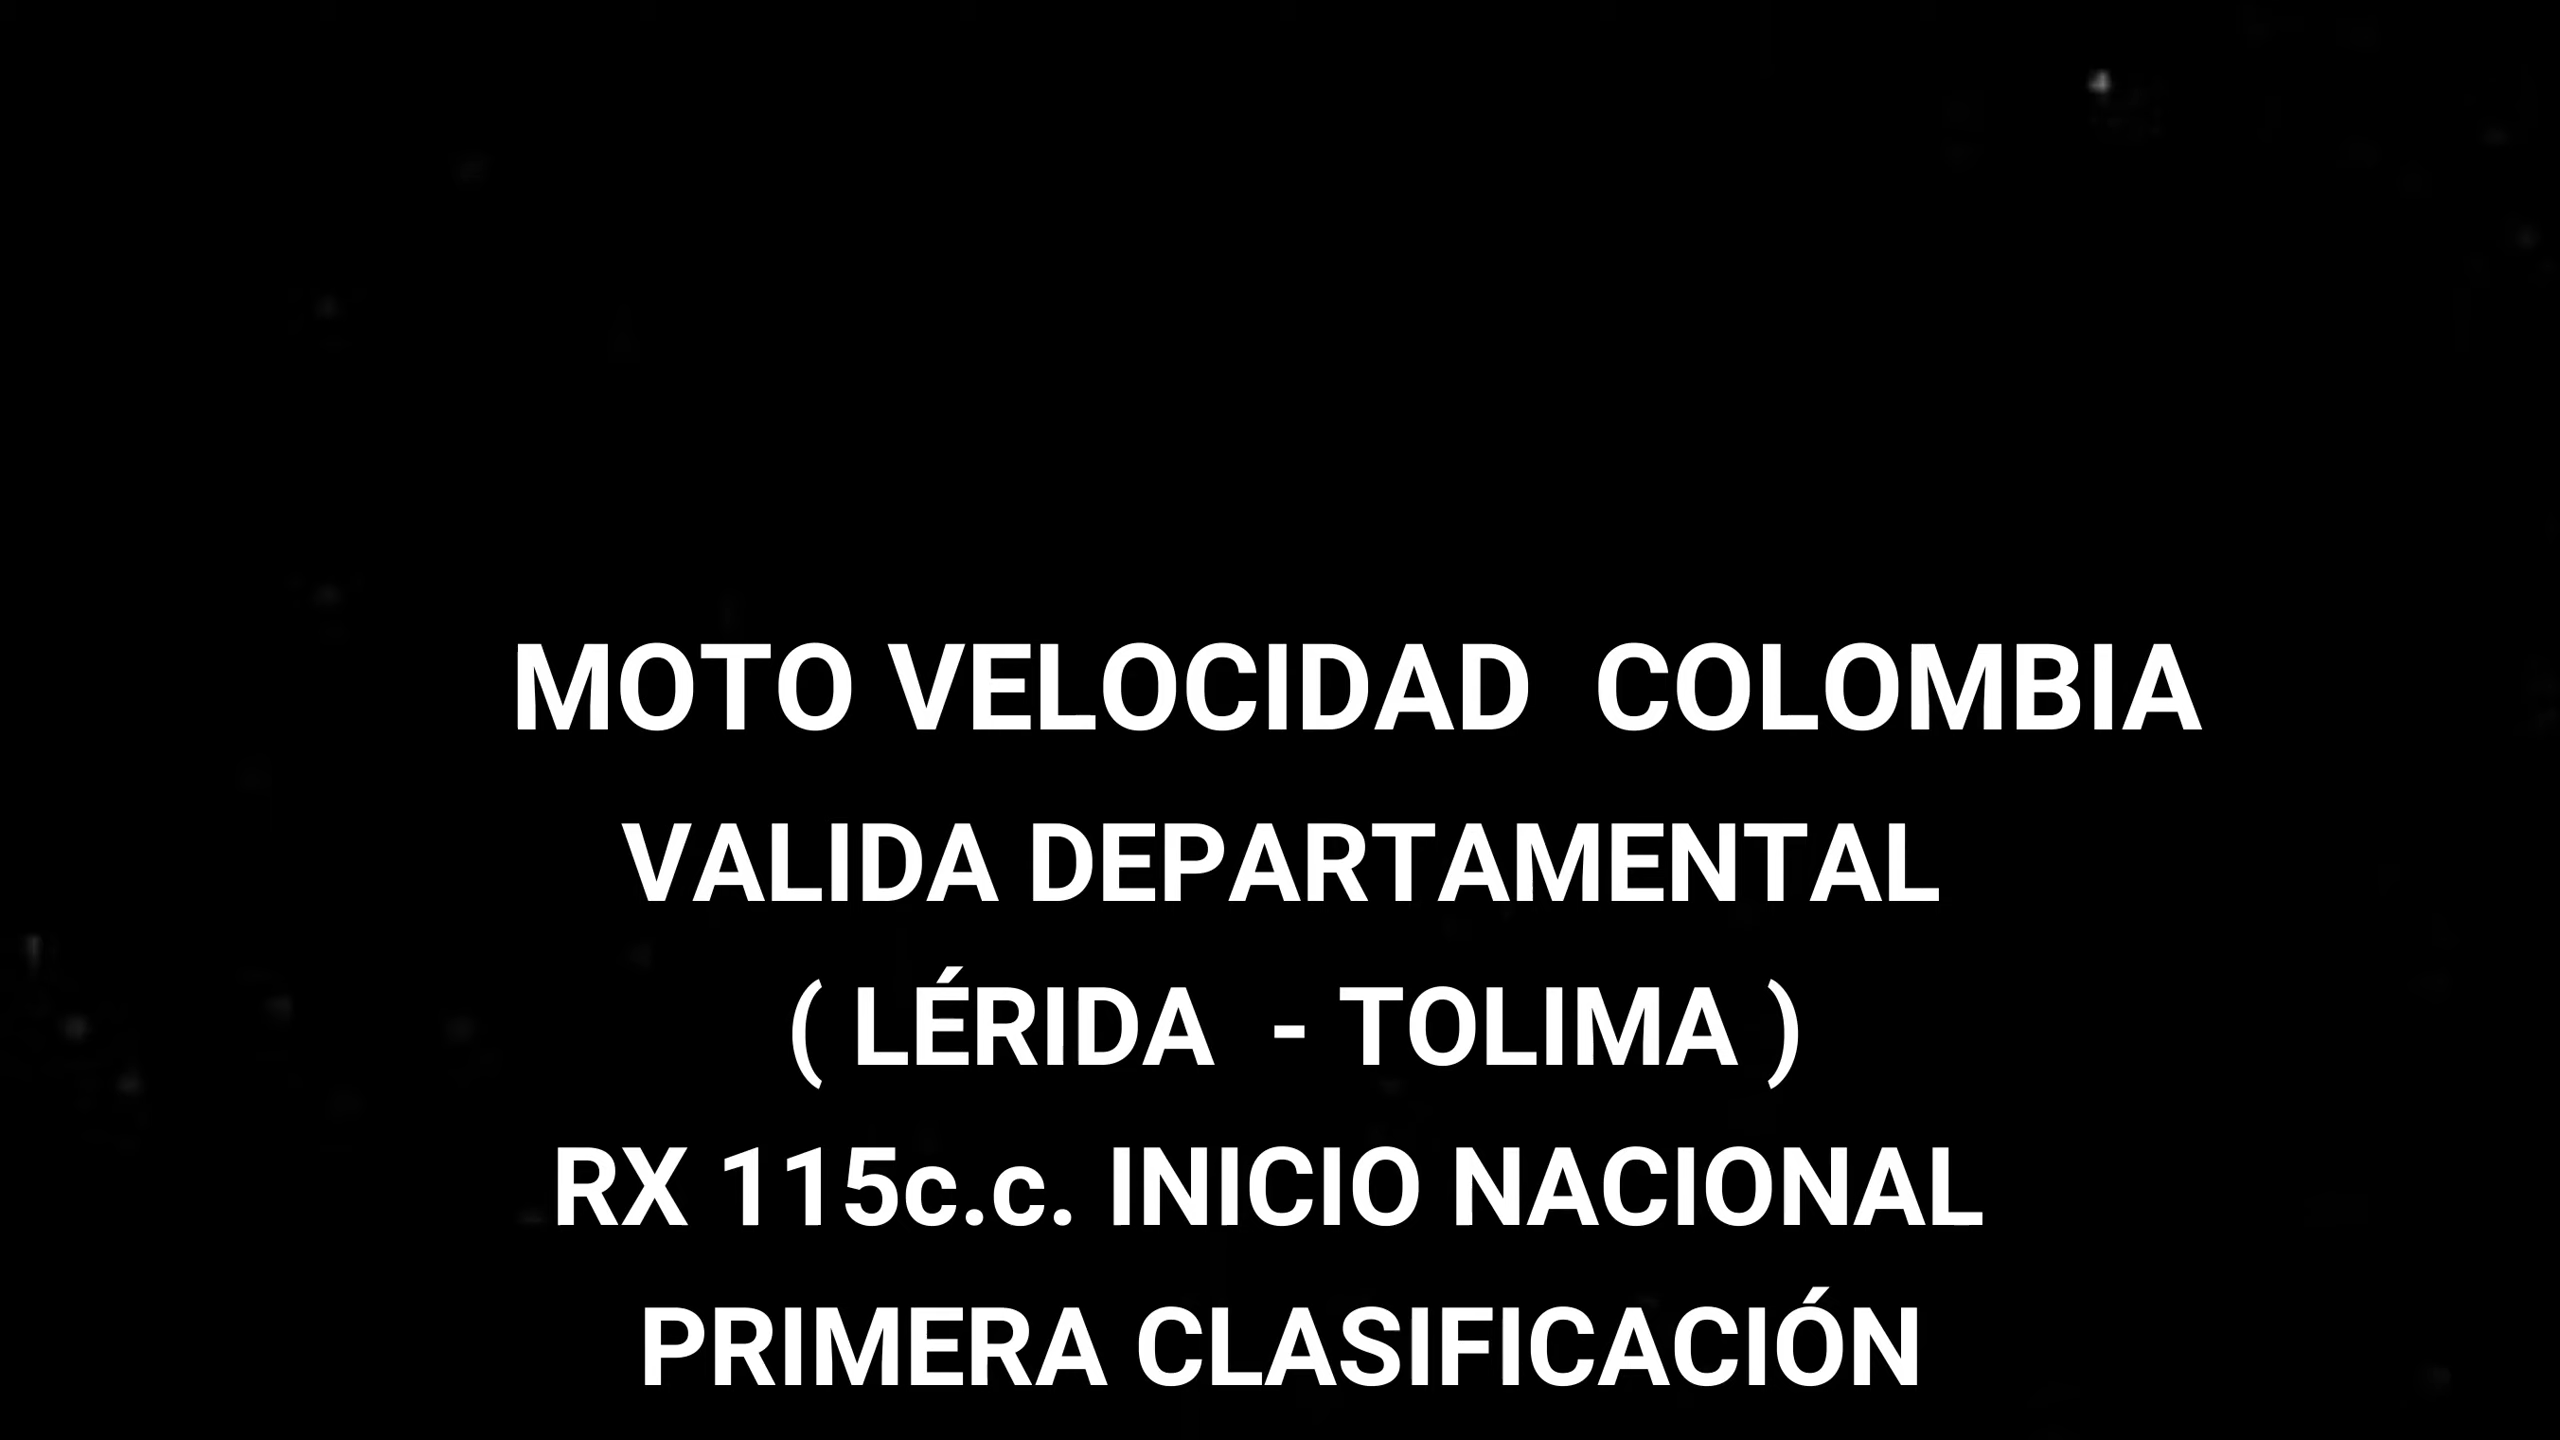 MOTO VELOCIDAD  COLOMBIA
VALIDA DEPARTAMENTAL
( LÉRIDA  - TOLIMA )
RX 115c.c. INICIO NACIONAL
PRIMERA CLASIFICACIÓN